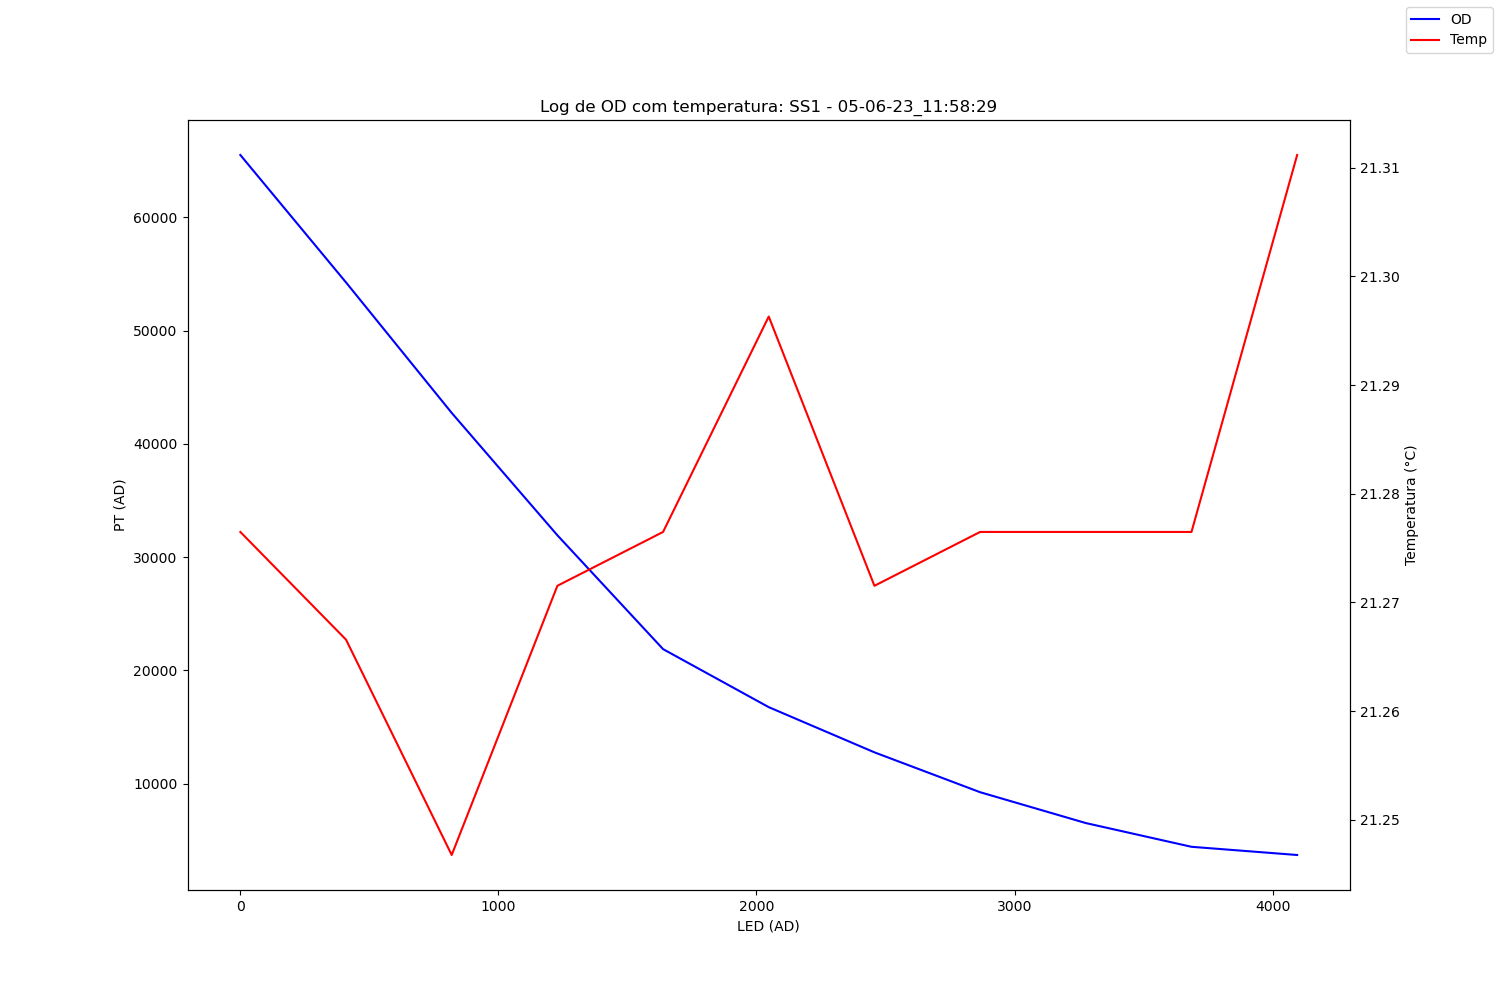 OD
Temp
Log de OD com temperatura: SS1 - 05-06-23_11:58:29
60000
50000
40000
30000
20000
10000
PT (AD)
21.31
21.30
21.29
21.28
21.27
21.26
21.25
Temperatura (°C)
0 1000 2000 3000 4000
LED (AD)